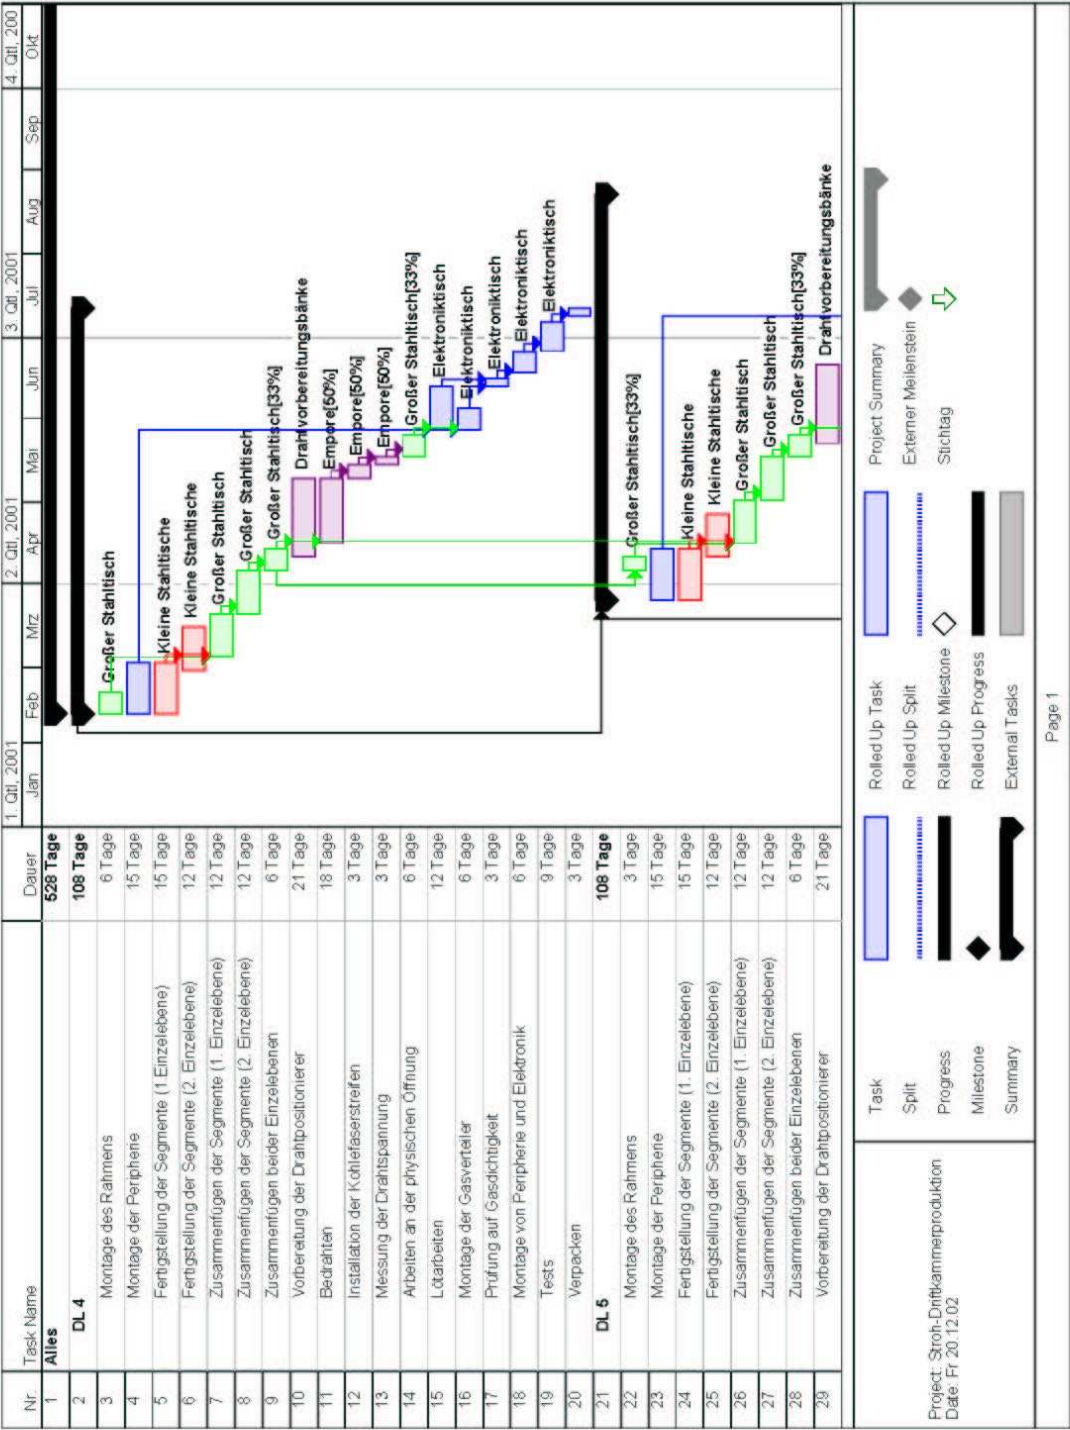 Nr.	Task Name	Dauer	1. Qtl, 2001	2. Qtl, 2001	3. Qtl, 2001	4. Qtl, 200
Jan	Feb	Mrz	Apr	Mai	Jun	Jul	Aug	Sep	Okt
1	Alles	528 Tage
2	DL 4	108 Tage
3	Montage des Rahmens	6 Tage	Großer Stahltisch
4	Montage der Peripherie	15 Tage
5	Fertigstellung der Segmente (1.Einzelebene)	15 Tage	Kleine Stahltische
6	Fertigstellung der Segmente (2. Einzelebene)	12 Tage	Kleine Stahltische
7	Zusammenfügen der Segmente (1. Einzelebene)	12 Tage	Großer Stahltisch
8	Zusammenfügen der Segmente (2. Einzelebene)	12 Tage	Großer Stahltisch
9	Zusammenfügen beider Einzelebenen	6 Tage	Großer Stahltisch[33%]
10	Vorbereitung der Drahtpositionierer	21 Tage	Drahtvorbereitungsbänke
11	Bedrahten	18 Tage	Empore[50%]
12	Installation der Kohlefaserstreifen	3 Tage	Empore[50%]
13	Messung der Drahtspannung	3 Tage	Empore[50%]
14	Arbeiten an der physischen Öffnung	6 Tage	Großer Stahltisch[33%]
15	Lötarbeiten	12 Tage	Elektroniktisch
16	Montage der Gasverteiler	6 Tage	Elektroniktisch
17	Prüfung auf Gasdichtigkeit	3 Tage	Elektroniktisch
18	Montage von Peripherie und Elektronik	6 Tage	Elektroniktisch
19	Tests	9 Tage	Elektroniktisch
20	Verpacken	3 Tage
21	DL 5	108 Tage
22	Montage des Rahmens	3 Tage	Großer Stahltisch[33%]
23	Montage der Peripherie	15 Tage
24	Fertigstellung der Segmente (1. Einzelebene)	15 Tage	Kleine Stahltische
25	Fertigstellung der Segmente (2. Einzelebene)	12 Tage	Kleine Stahltische
26	Zusammenfügen der Segmente (1. Einzelebene)	12 Tage	Großer Stahltisch
27	Zusammenfügen der Segmente (2. Einzelebene)	12 Tage	Großer Stahltisch
28	Zusammenfügen beider Einzelebenen	6 Tage	Großer Stahltisch[33%]
29	Vorbereitung der Drahtpositionierer	21 Tage	Drahtvorbereitungsbänke
Project: Stroh-Driftkammerproduktion
Date: Fr 20.12.02
Task	Rolled Up Task	Project Summary
Split	Rolled Up Split	Externer Meilenstein
Progress	Rolled Up Milestone	Stichtag
Milestone	Rolled Up Progress
Summary	External Tasks
Page 1